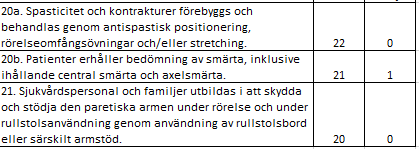 20a. Spasticitet och kontrakturer förebyggs och
behandlas genom antispastisk positionering,
rörelseomfångsövningar och/eller stretching. 22 0
20b. Patienter erhåller bedömning av smärta, inklusive
ihållande central smärta och axelsmärta. 21 1
21. Sjukvårdspersonal och familjer utbildas i att skydda
och stödja den paretiska armen under rörelse och under
rullstolsanvändning genom användning av rullstolsbord
eller särskilt armstöd. 20 0